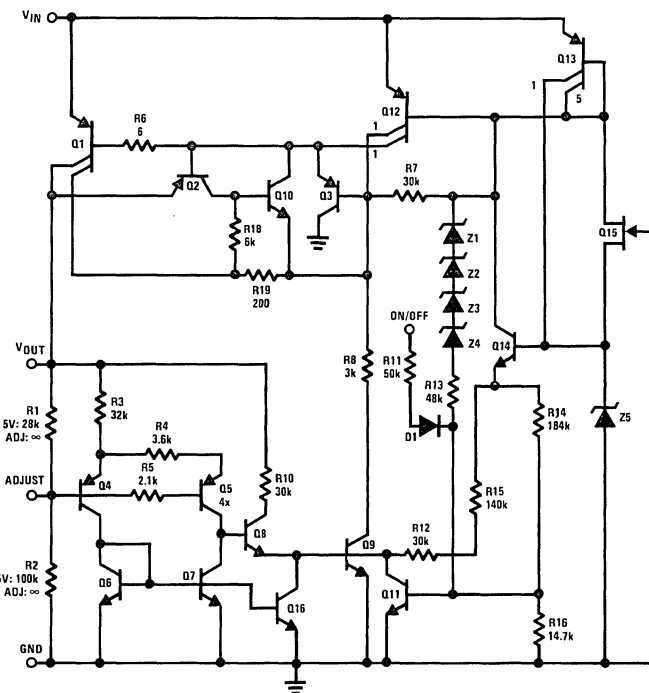 VIN
Q13
Q12
1
5
R6
6
Q1
1
1
R7
30k
Q2
Q10
Q3
Q15
R18
6k
Z1
Z2
R19
200
Z3
ON/OFF
Z4
Q14
VOUT
R8
3k
R11
50k
R13
48k
R3
32k
R14
184k
Z5
R1
5V: 28k
ADJ: ∞
R4
3.6k
D1
ADJUST
R5
2.1k
Q4
Q5
4x
R10
30k
R15
140k
Q8
R12
30k
R2
5V: 100k
ADJ: ∞
Q9
Q6
Q7
Q16
Q11
R16
14.7k
GND